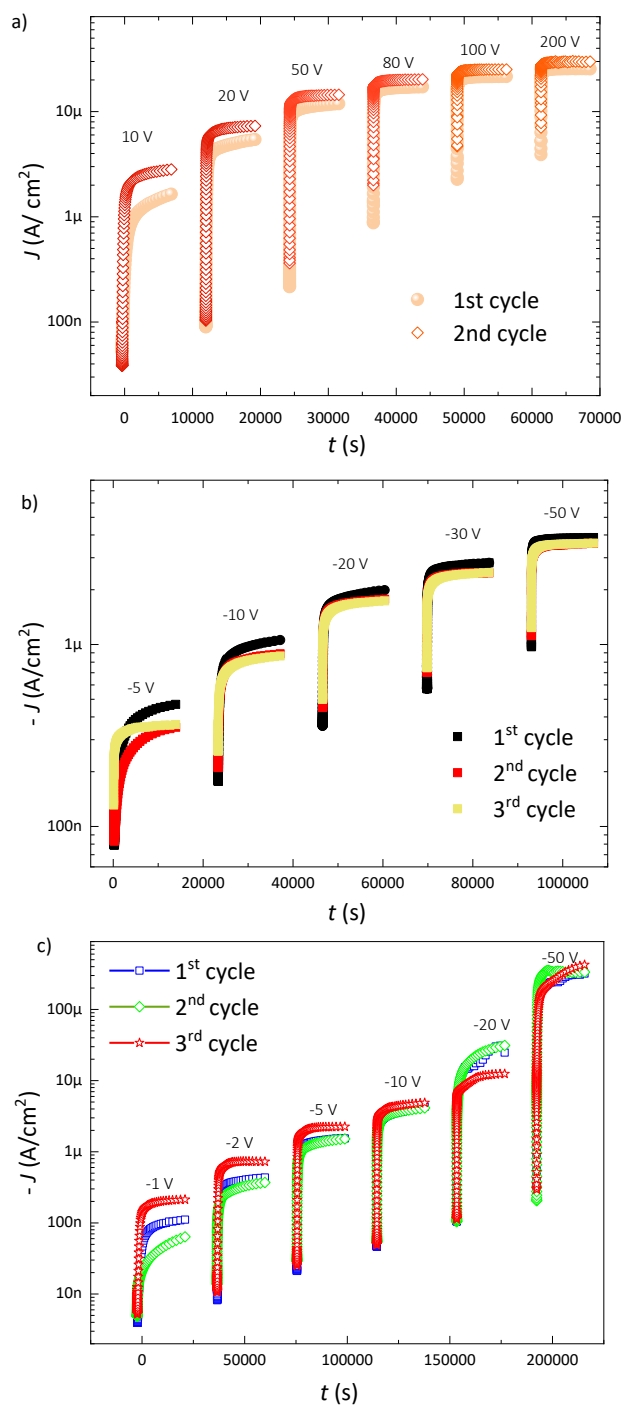 a)
10 V
20 V
50 V
80 V
100 V
200 V
10µ
1µ
100n
J (A/ cm²)
1st cycle
2nd cycle
0
10000
20000
30000
40000
50000
60000
70000
t (s)
b)
-5 V
-10 V
-20 V
-30 V
-50 V
1µ
100n
- J (A/cm²)
1st cycle
2nd cycle
3rd cycle
0
20000
40000
60000
80000
100000
t (s)
c)
1st cycle
2nd cycle
3rd cycle
-1 V
-2 V
-5 V
-10 V
-20 V
-50 V
100µ
10µ
1µ
100n
10n
- J (A/cm²)
0
50000
100000
150000
200000
t (s)